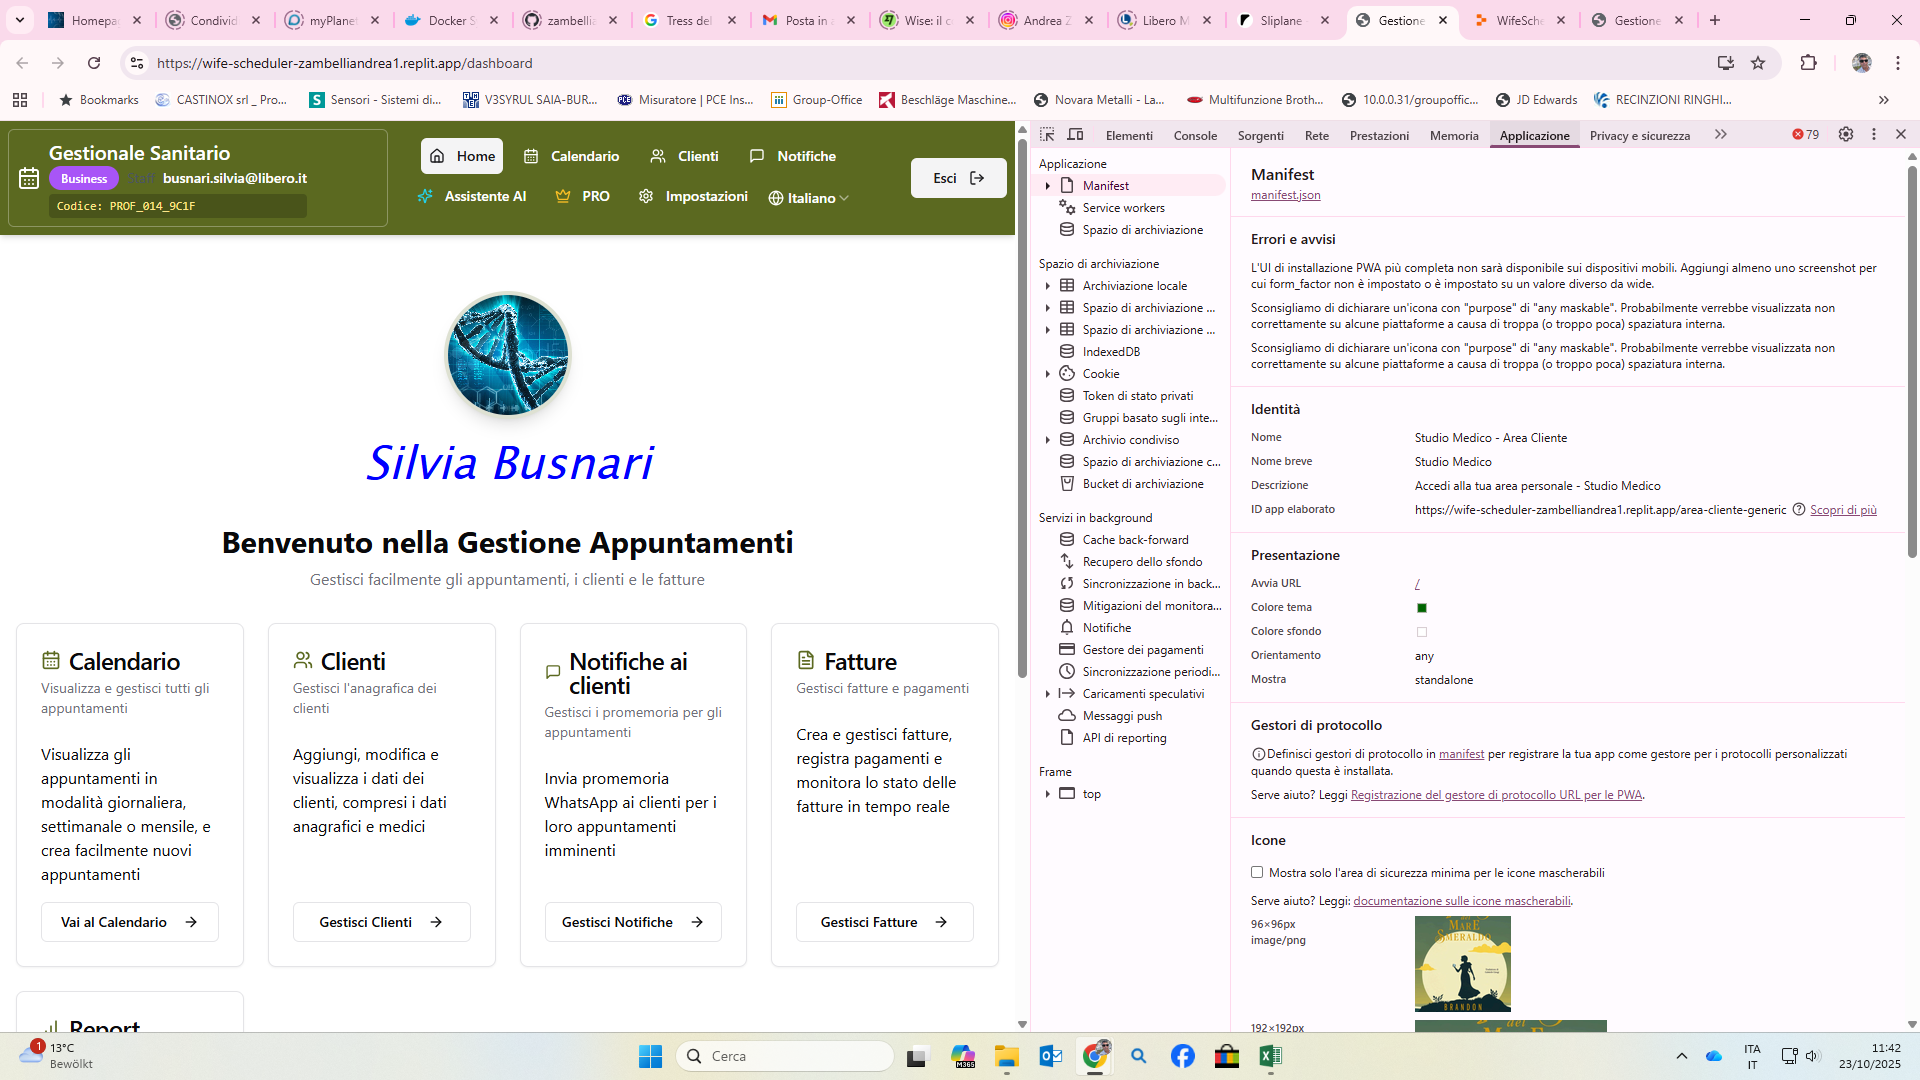 Homepag
Condivid
myPlanet
Docker S
zambellia
Tress del
Posta in a
Wise: il c
Andrea Z
Libero M
Sliplane
Gestione
WifeSche
Gestione
https://wife-scheduler-zambelliandrea1.replit.app/dashboard
Bookmarks
CASTINOX srl _ Pro...
Sensori - Sistemi di...
V3SYRUL SAIA-BUR...
Misuratore | PCE Ins...
Group-Office
Beschläge Maschine...
Novara Metalli - La...
Multifunzione Broth...
10.0.0.31/groupoffic...
JD Edwards
RECINZIONI RINGHI...
Gestionale Sanitario
Business Staff busnari.silvia@libero.it
Codice: PROF_014_9C1F
Home
Calendario
Clienti
Notifiche
Assistente AI
PRO
Impostazioni
Italiano
Esci
Silvia Busnari
Benvenuto nella Gestione Appuntamenti
Gestisci facilmente gli appuntamenti, i clienti e le fatture
Calendario
Visualizza e gestisci tutti gli
appuntamenti
Visualizza gli
appuntamenti in
modalità giornaliera,
settimanale o mensile, e
crea facilmente nuovi
appuntamenti
Vai al Calendario
Clienti
Gestisci l'anagrafica dei
clienti
Aggiungi, modifica e
visualizza i dati dei
clienti, compresi i dati
anagrafici e medici
Gestisci Clienti
Notifiche ai
clienti
Gestisci i promemoria per gli
appuntamenti
Invia promemoria
WhatsApp ai clienti per i
loro appuntamenti
imminenti
Gestisci Notifiche
Fatture
Gestisci fatture e pagamenti
Crea e gestisci fatture,
registra pagamenti e
monitora lo stato delle
fatture in tempo reale
Gestisci Fatture
Report
Elementi
Console
Sorgenti
Rete
Prestazioni
Memoria
Applicazione
Privacy e sicurezza
79
Applicazione
Manifest
Service workers
Spazio di archiviazione
Spazio di archiviazione
Archiviazione locale
Spazio di archiviazione ...
Spazio di archiviazione ...
IndexedDB
Cookie
Token di stato privati
Gruppi basato sugli inte...
Archivio condiviso
Spazio di archiviazione c...
Bucket di archiviazione
Servizi in background
Cache back-forward
Recupero dello sfondo
Sincronizzazione in back...
Mitigazioni del monitora...
Notifiche
Gestore dei pagamenti
Sincronizzazione periodi...
Caricamenti speculativi
Messaggi push
API di reporting
Frame
top
Manifest
manifest.json
Errori e avvisi
L'UI di installazione PWA più completa non sarà disponibile sui dispositivi mobili. Aggiungi almeno uno screenshot per
cui form_factor non è impostato o è impostato su un valore diverso da wide.
Sconsigliamo di dichiarare un'icona con "purpose" di "any maskable". Probabilmente verrebbe visualizzata non
correttamente su alcune piattaforme a causa di troppa (o troppo poca) spaziatura interna.
Sconsigliamo di dichiarare un'icona con "purpose" di "any maskable". Probabilmente verrebbe visualizzata non
correttamente su alcune piattaforme a causa di troppa (o troppo poca) spaziatura interna.
Identità
Nome Studio Medico - Area Cliente
Nome breve Studio Medico
Descrizione Accedi alla tua area personale - Studio Medico
ID app elaborato https://wife-scheduler-zambelliandrea1.replit.app/area-cliente-generic Scopri di più
Presentazione
Avvia URL /
Colore tema
Colore sfondo
Orientamento any
Mostra standalone
Gestori di protocollo
Definisci gestori di protocollo in manifest per registrare la tua app come gestore per i protocolli personalizzati
quando questa è installata.
Serve aiuto? Leggi Registrazione del gestore di protocollo URL per le PWA.
Icone
Mostra solo l'area di sicurezza minima per le icone mascherabili
Serve aiuto? Leggi: documentazione sulle icone mascherabili.
96×96px
image/png
MARE
SMERALDO
BRANDON
192×192px
del
MARE
1
13°C
Bewölkt
Cerca
M365
ITA
IT
11:42
23/10/2025